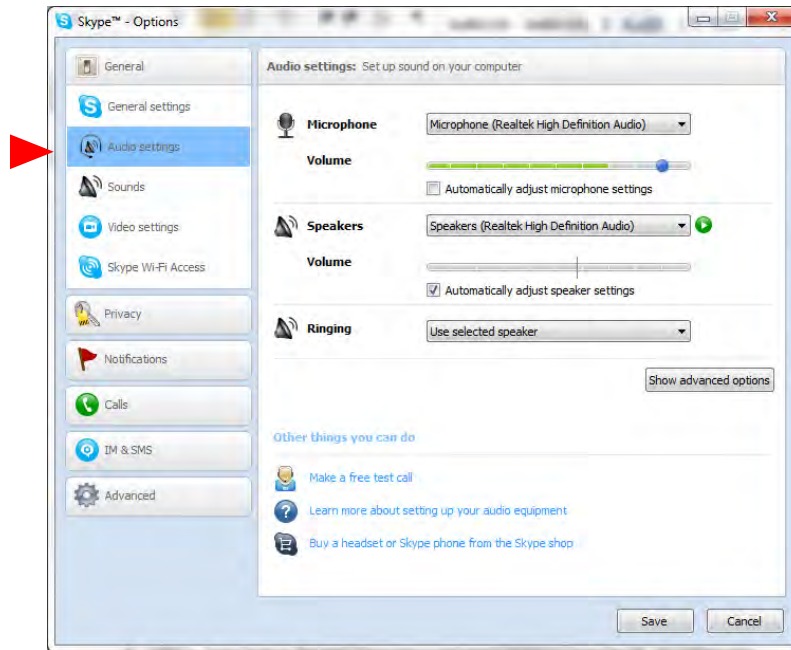 Skype™ - Options
General
General settings
Audio settings
Sounds
Video settings
Skype Wi-Fi Access
Privacy
Notifications
Calls
IM & SMS
Advanced
Audio settings: Set up sound on your computer
Microphone Microphone (Realtek High Definition Audio)
Volume
Automatically adjust microphone settings
Speakers Speakers (Realtek High Definition Audio)
Volume
Automatically adjust speaker settings
Ringing Use selected speaker
Show advanced options
Other things you can do
Make a free test call
Learn more about setting up your audio equipment
Buy a headset or Skype phone from the Skype shop
Save Cancel